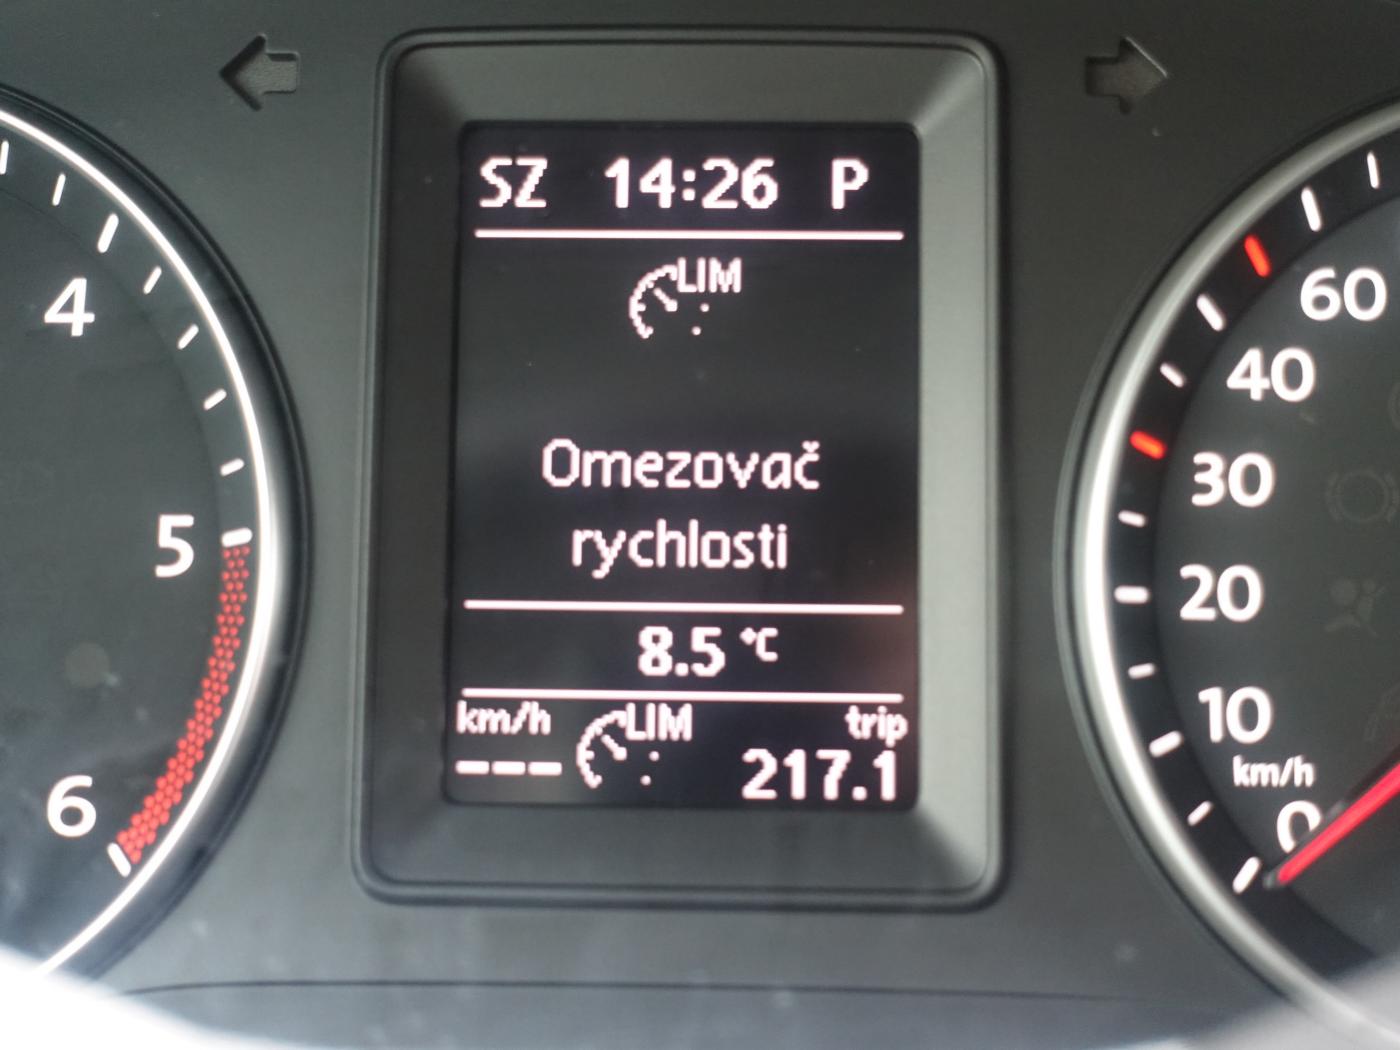 SZ 14:26 P
LIM
Omezovač
rychlosti
8.5 °C
km/h LIM trip
--- 217.1
4
5
6
60
40
30
20
10
km/h
0